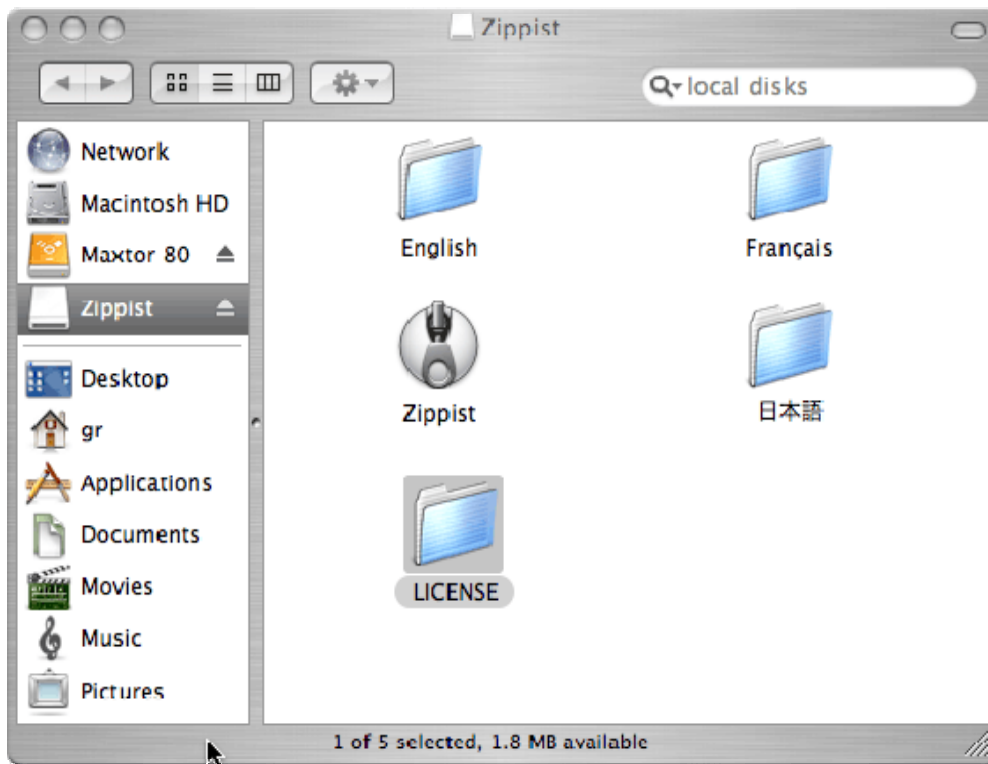 Zippist
local disks
Network
Macintosh HD
Maxtor 80
Zippist
Desktop
gr
Applications
Documents
Movies
Music
Pictures
English
Français
Zippist
日本語
LICENSE
1 of 5 selected, 1.8 MB available